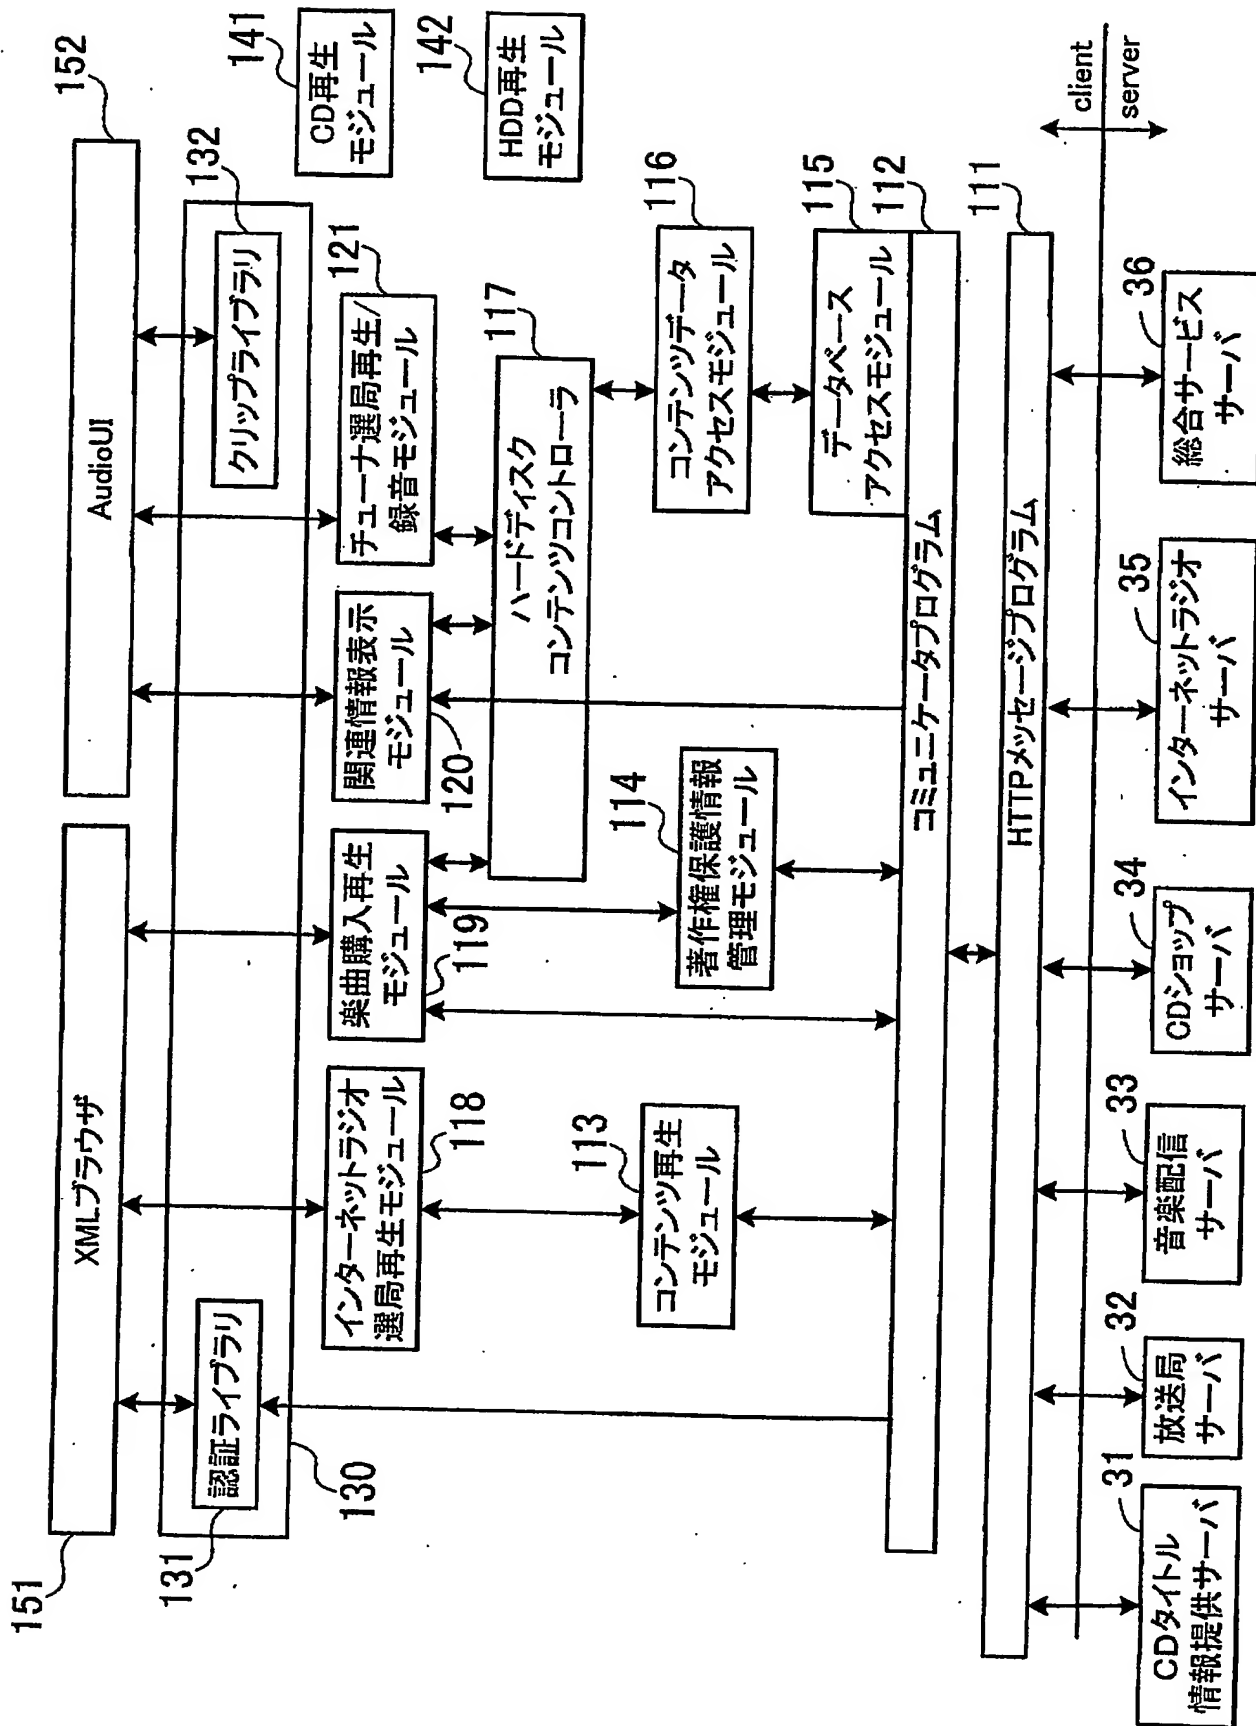 151
XMLブラウザ
AudioUI
152
131
認証ライブラリ
130
クリップライブラリ
132
CD再生
モジュール
141
HDD再生
モジュール
142
インターネットラジオ
選局再生モジュール
118
楽曲購入再生
モジュール
119
関連情報表示
モジュール
120
チューナ選局再生/
録音モジュール
121
ハードディスク
コンテンツコントローラ
117
コンテンツ再生
モジュール
113
著作権保護情報
管理モジュール
114
コンテンツデータ
アクセスモジュール
116
データベース
アクセスモジュール
115
コミュニケータプログラム
112
HTTPメッセージプログラム
111
client
server
CDタイトル
情報提供サーバ
31
放送局
サーバ
32
音楽配信
サーバ
33
CDショップ
サーバ
34
インターネットラジオ
サーバ
35
総合サービス
サーバ
36